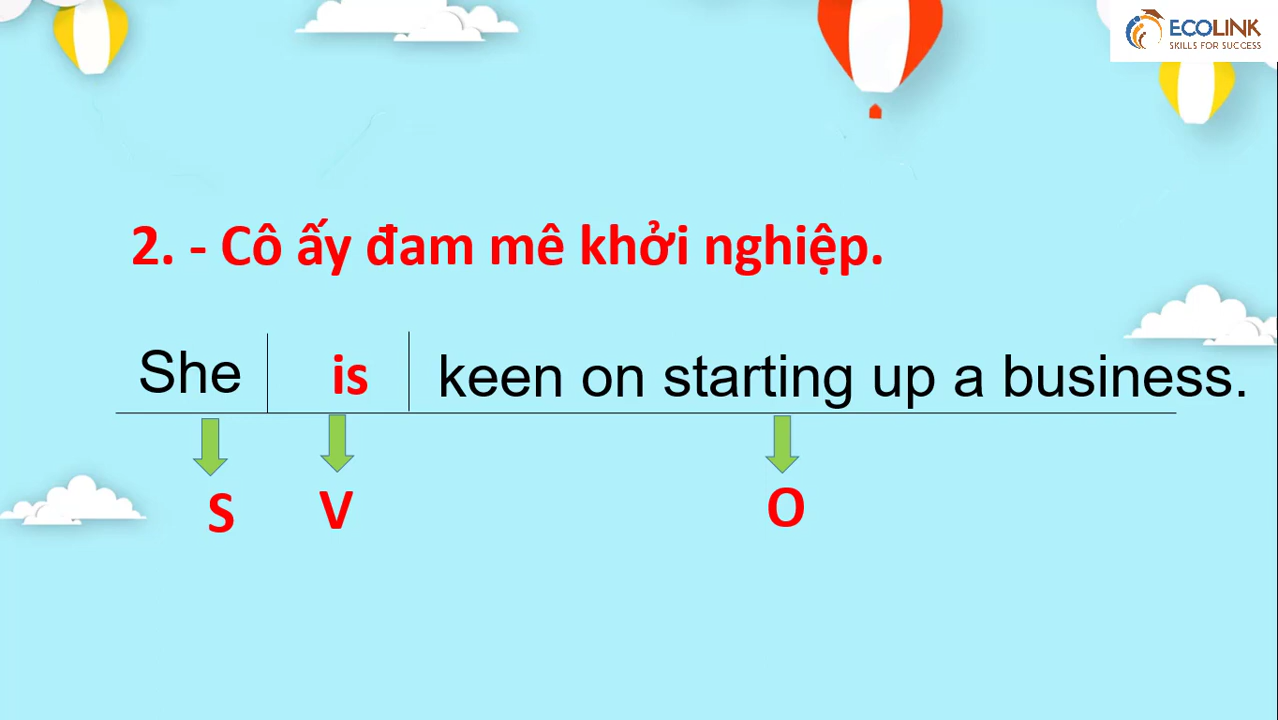 ECOLINK
SKILLS FOR SUCCESS
2. - Cô ấy đam mê khởi nghiệp.
She is keen on starting up a business.
S V O